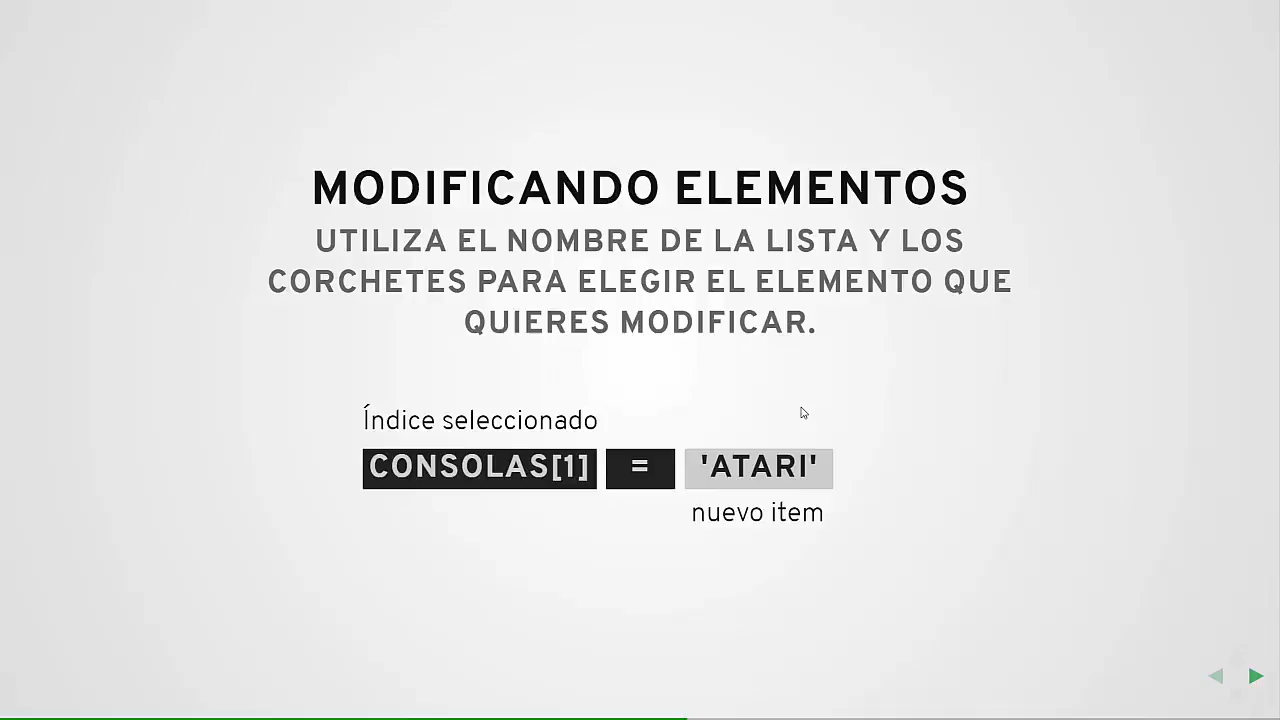 MODIFICANDO ELEMENTOS
UTILIZA EL NOMBRE DE LA LISTA Y LOS
CORCHETES PARA ELEGIR EL ELEMENTO QUE
QUIERES MODIFICAR.
Índice seleccionado
CONSOLAS[1] = 'ATARI'
nuevo item